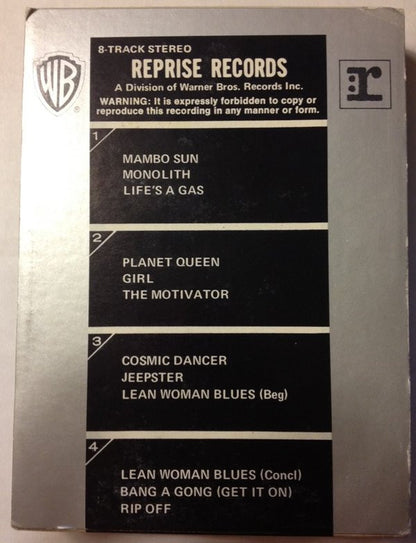 8-TRACK STEREO
REPRISE RECORDS
A Division of Warner Bros. Records Inc.
WARNING: It is expressly forbidden to copy or
reproduce this recording in any manner or form.
WB
®
:r
1
MAMBO SUN
MONOLITH
LIFE'S A GAS
2
PLANET QUEEN
GIRL
THE MOTIVATOR
3
COSMIC DANCER
JEEPSTER
LEAN WOMAN BLUES (Beg)
4
LEAN WOMAN BLUES (Concl)
BANG A GONG (GET IT ON)
RIP OFF